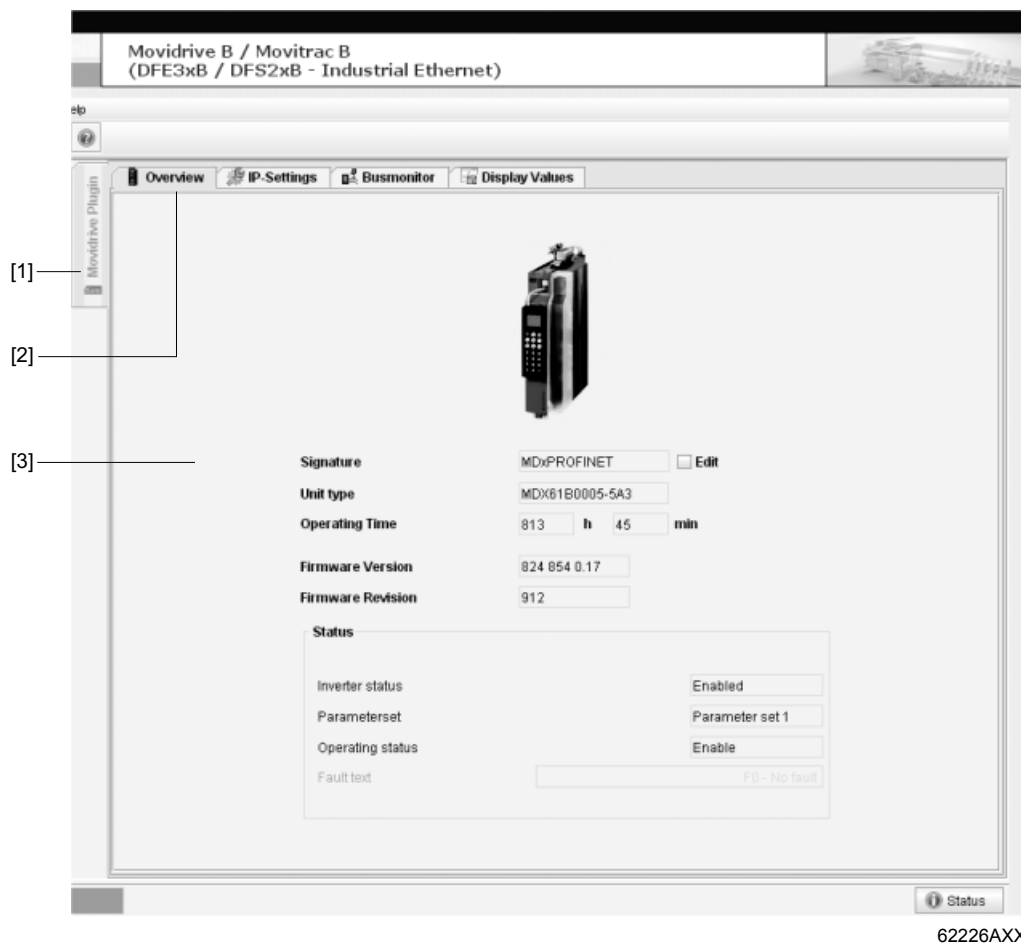 Movidrive B / Movitrac B
(DFE3xB / DFS2xB - Industrial Ethernet)
elp
Movidrive Plugin
Overview IP-Settings Busmonitor Display Values
[1]
[2]
[3]
Signature MDxPROFINET Edit
Unit type MDX61B0005-5A3
Operating Time 813 h 45 min
Firmware Version 824 854 0.17
Firmware Revision 912
Status
Inverter status Enabled
Parameterset Parameter set 1
Operating status Enable
Fault text F0 - No fault
Status
62226AXX